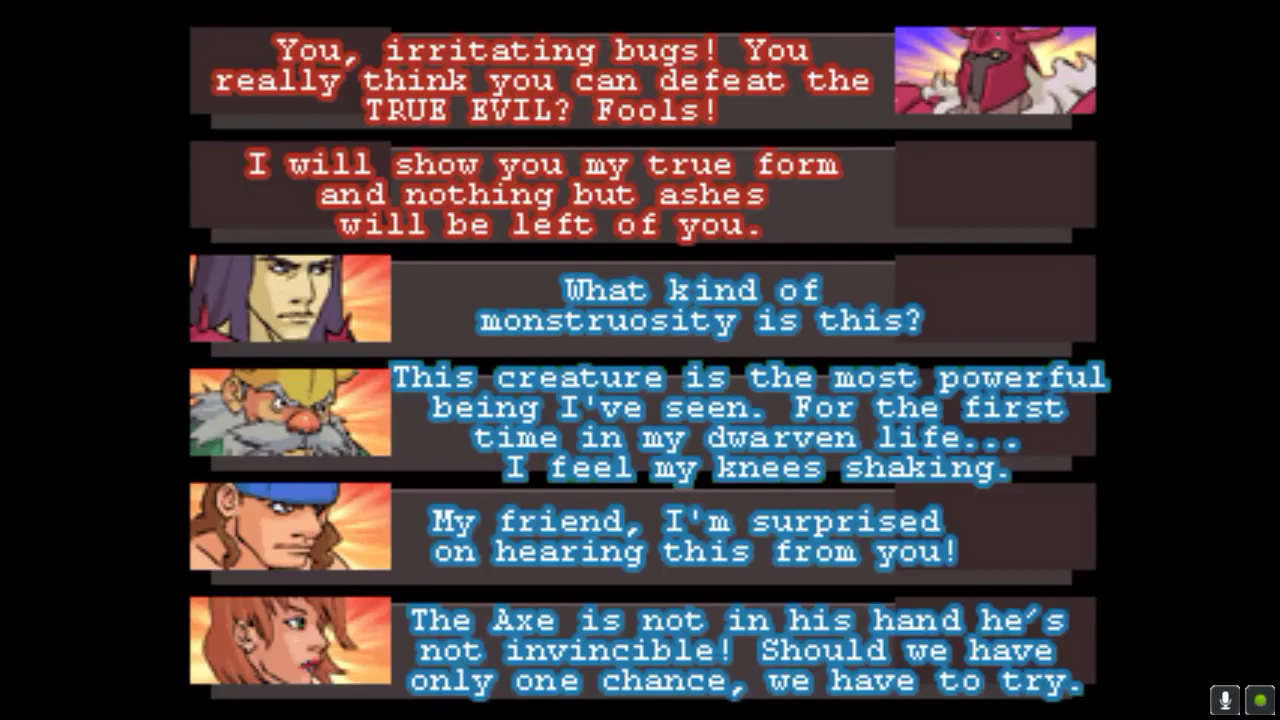 You, irritating bugs! You
really think you can defeat the
TRUE EVIL? Fools!
I will show you my true form
and nothing but ashes
will be left of you.
What kind of
monstruosity is this?
This creature is the most powerful
being I've seen. For the first
time in my dwarven life...
I feel my knees shaking.
My friend, I'm surprised
on hearing this from you!
The Axe is not in his hand he's
not invincible! Should we have
only one chance, we have to try.